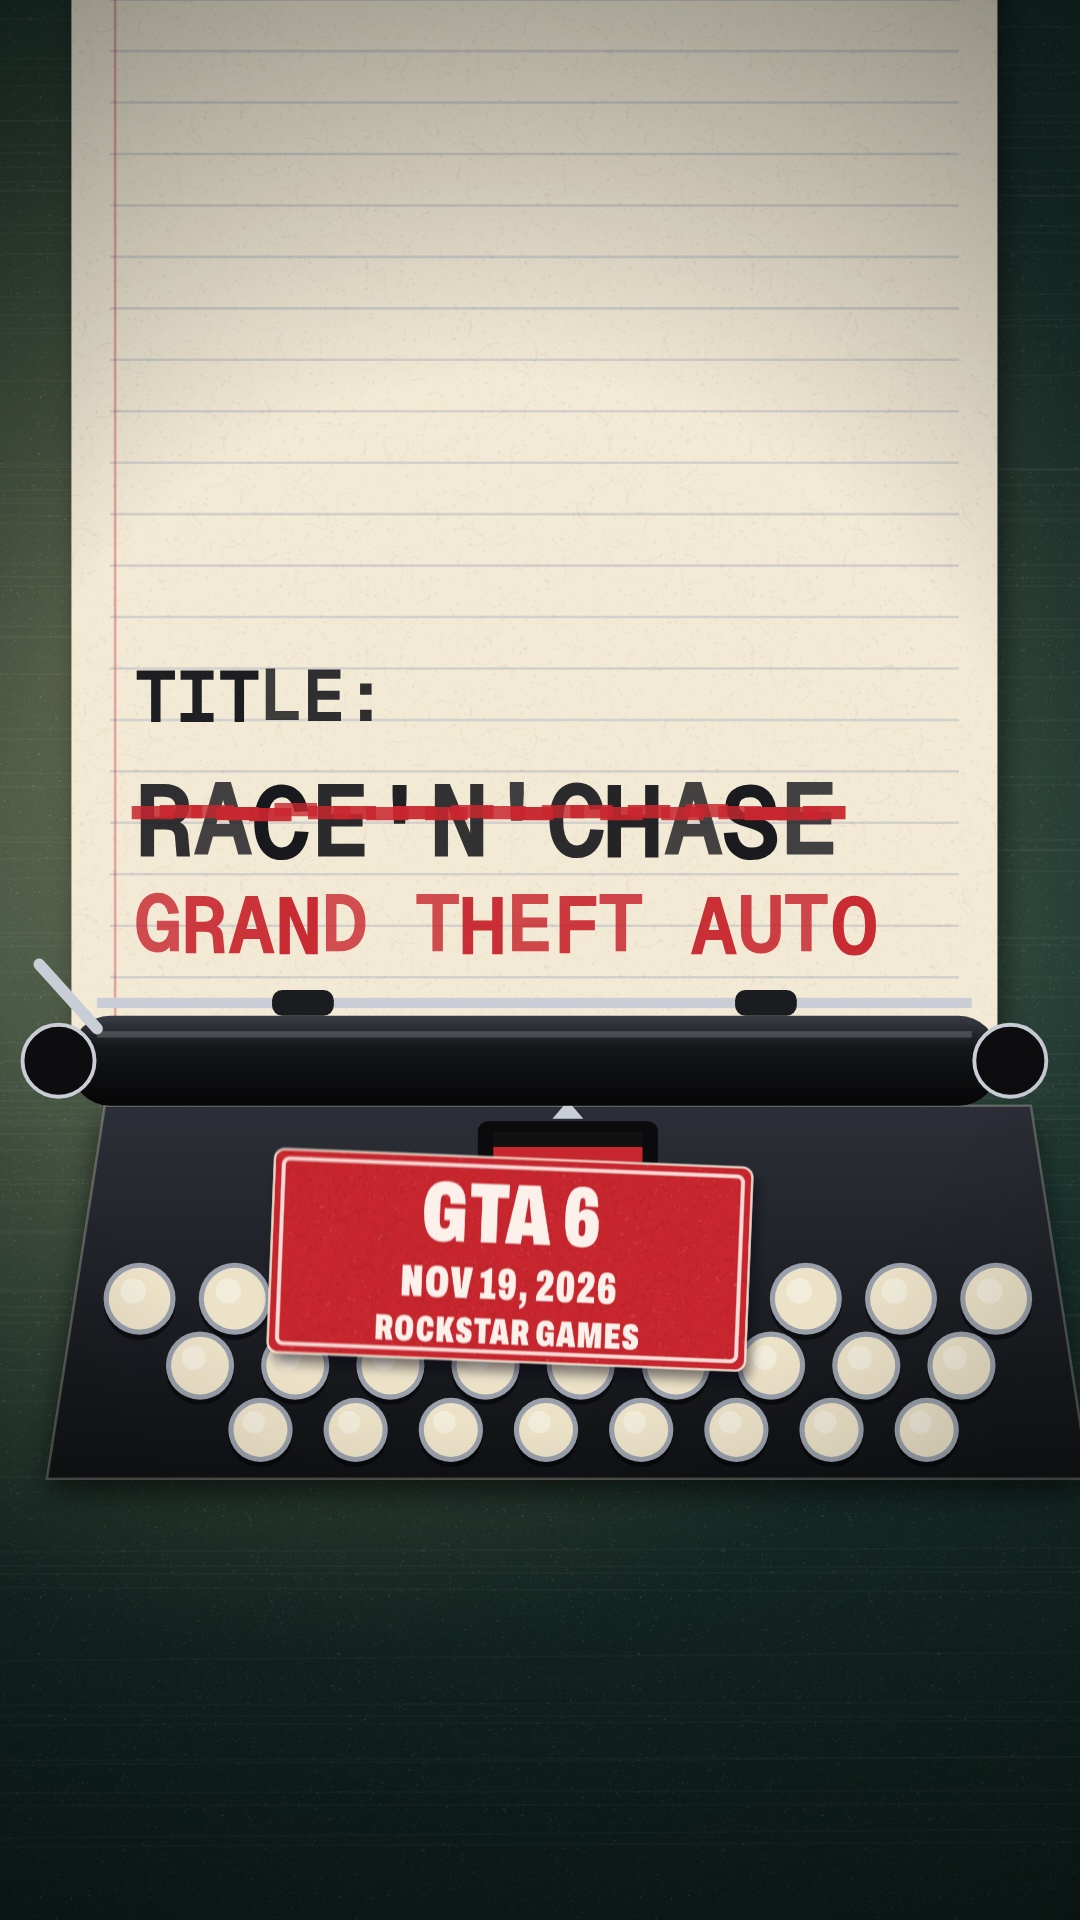 TITLE:
RACE'N'CHASE
GRAND THEFT AUTO
GTA 6
NOV 19, 2026
ROCKSTAR GAMES